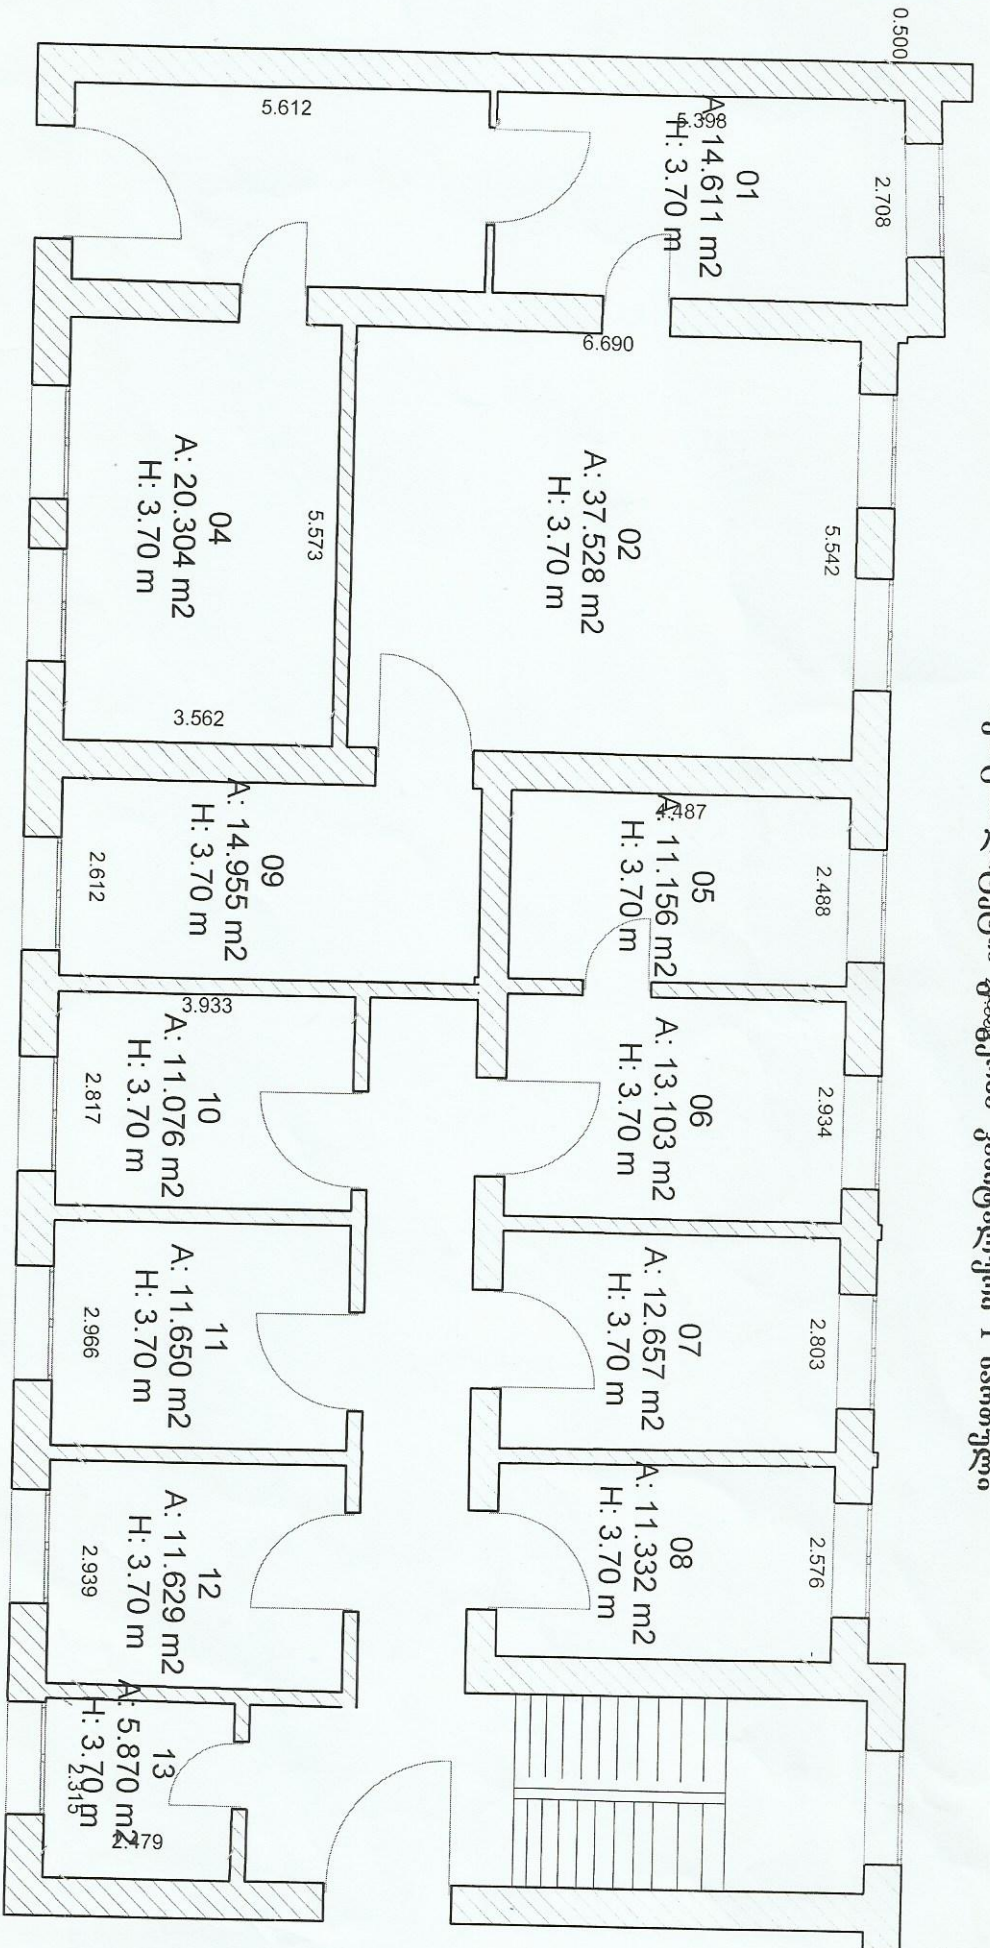 0.500
5.612
5.398
2.708
01
A: 14.611 m2
H: 3.70 m
6.690
02
A: 37.528 m2
H: 3.70 m
5.542
5.573
04
A: 20.304 m2
H: 3.70 m
3.562
09
A: 14.955 m2
H: 3.70 m
2.612
4.487
05
A: 11.156 m2
H: 3.70 m
2.488
3.933
10
A: 11.076 m2
H: 3.70 m
2.817
06
A: 13.103 m2
H: 3.70 m
2.934
11
A: 11.650 m2
H: 3.70 m
2.966
07
A: 12.657 m2
H: 3.70 m
2.803
12
A: 11.629 m2
H: 3.70 m
2.939
08
A: 11.332 m2
H: 3.70 m
2.576
13
A: 5.870 m2
H: 3.70 m
2.315
2.479